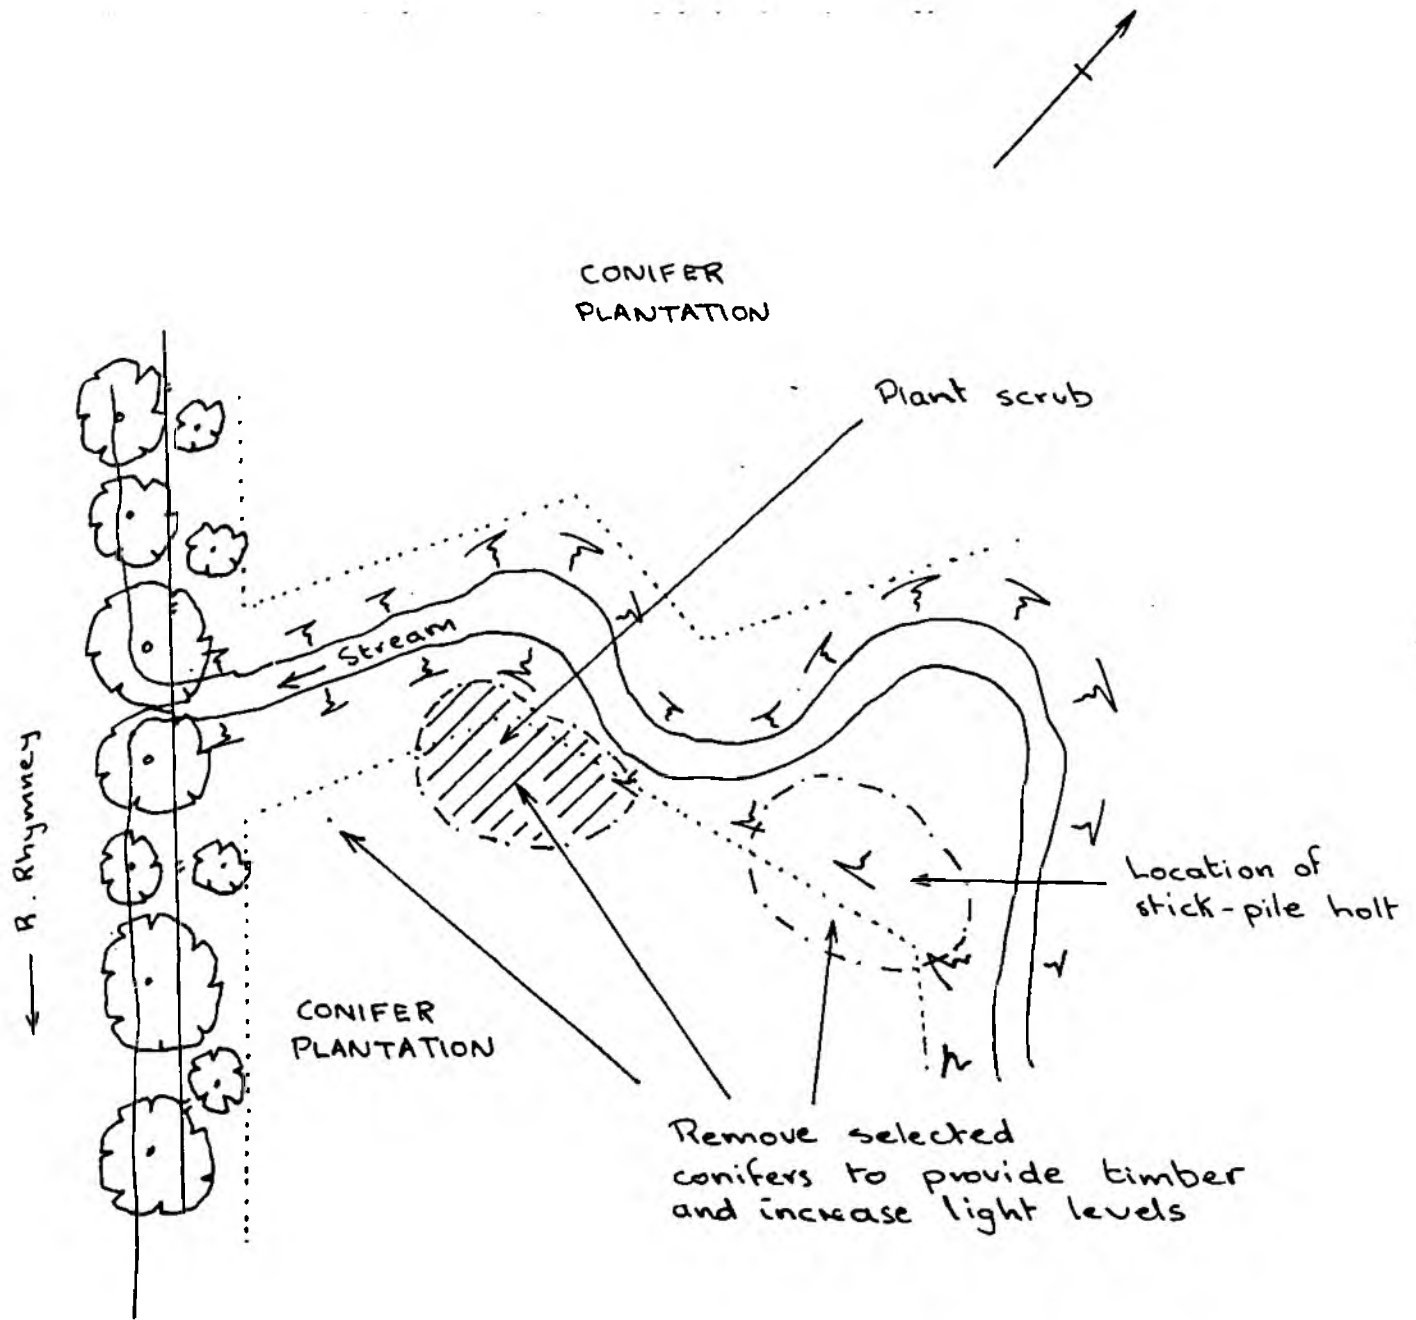 CONIFER
PLANTATION
Plant scrub
Stream
R. Rhymney
Location of
stick-pile holt
CONIFER
PLANTATION
Remove selected
conifers to provide timber
and increase light levels